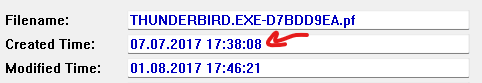 Filename: THUNDERBIRD.EXE-D7BDD9EA.pf
Created Time: 07.07.2017 17:38:08
Modified Time: 01.08.2017 17:46:21